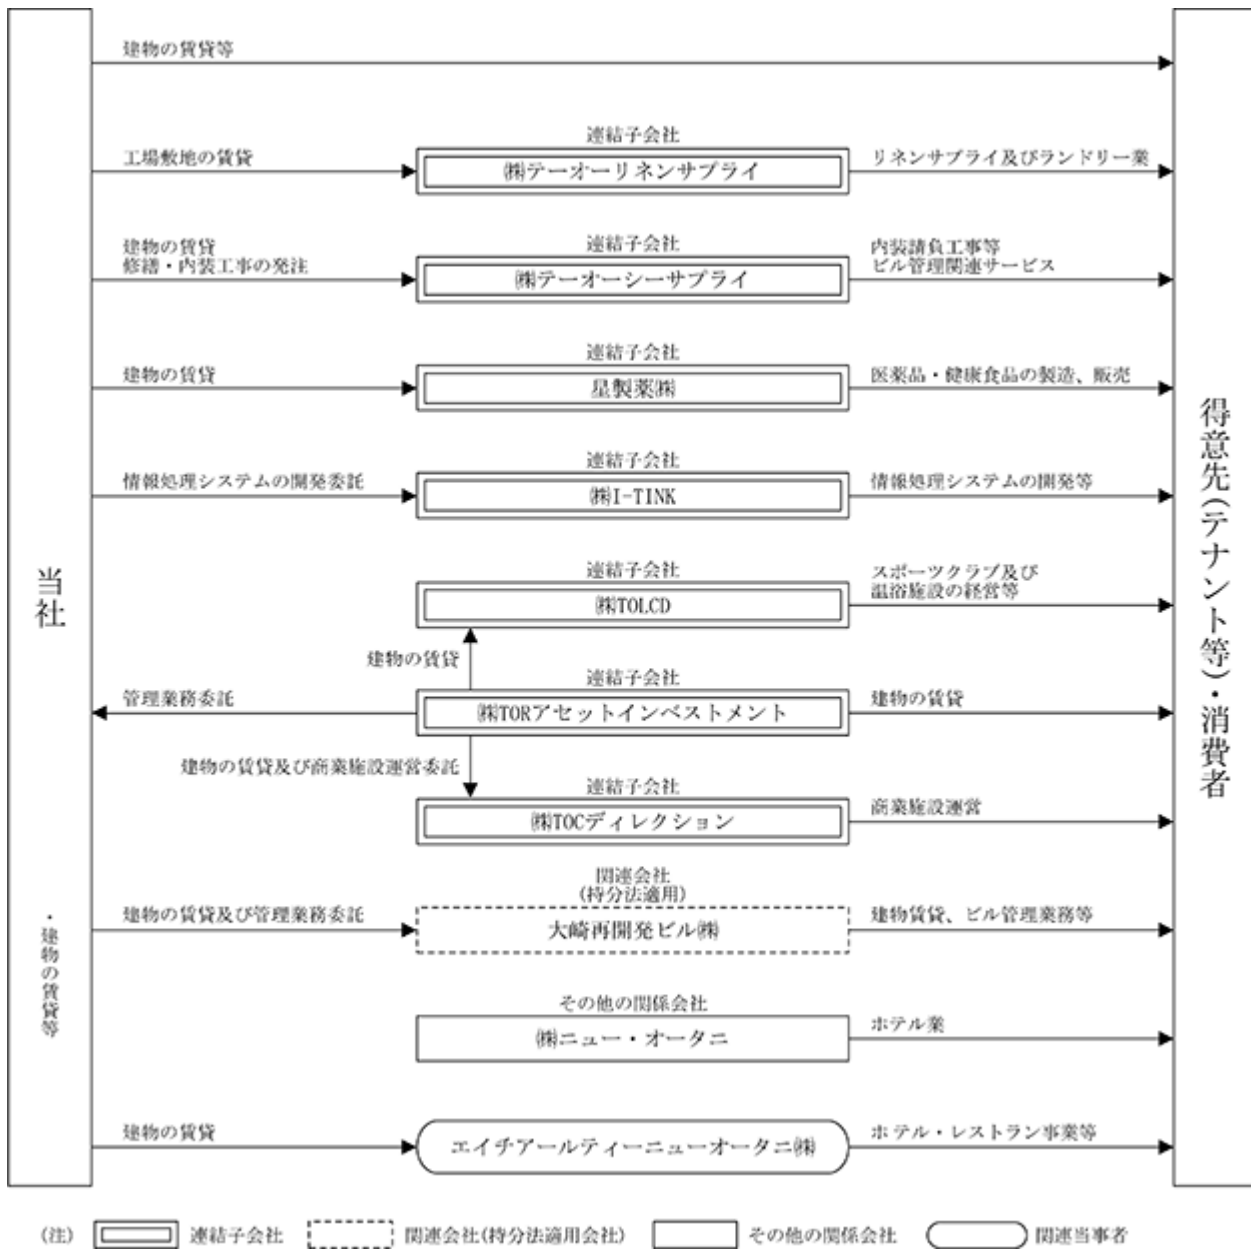 建物の賃貸等
連結子会社
工場敷地の賃貸
㈱テーオーリネンサプライ
リネンサプライ及びランドリー業
建物の賃貸
修繕・内装工事の発注
連結子会社
㈱テーオーシーサプライ
内装請負工事等
ビル管理関連サービス
連結子会社
建物の賃貸
星製薬㈱
医薬品・健康食品の製造、販売
連結子会社
情報処理システムの開発委託
㈱I-TINK
情報処理システムの開発等
連結子会社
㈱TOLCD
スポーツクラブ及び
温浴施設の経営等
建物の賃貸
連結子会社
管理業務委託
㈱TORアセットインベストメント
建物の賃貸
建物の賃貸及び商業施設運営委託
連結子会社
㈱TOCディレクション
商業施設運営
関連会社
(持分法適用)
建物の賃貸及び管理業務委託
大崎再開発ビル㈱
建物賃貸、ビル管理業務等
その他の関係会社
㈱ニュー・オータニ
ホテル業
建物の賃貸
エイチアールティーニューオータニ㈱
ホテル・レストラン事業等
当社
・建物の賃貸等
得意先(テナント等)・消費者
(注) 連結子会社 関連会社(持分法適用会社) その他の関係会社 関連当事者